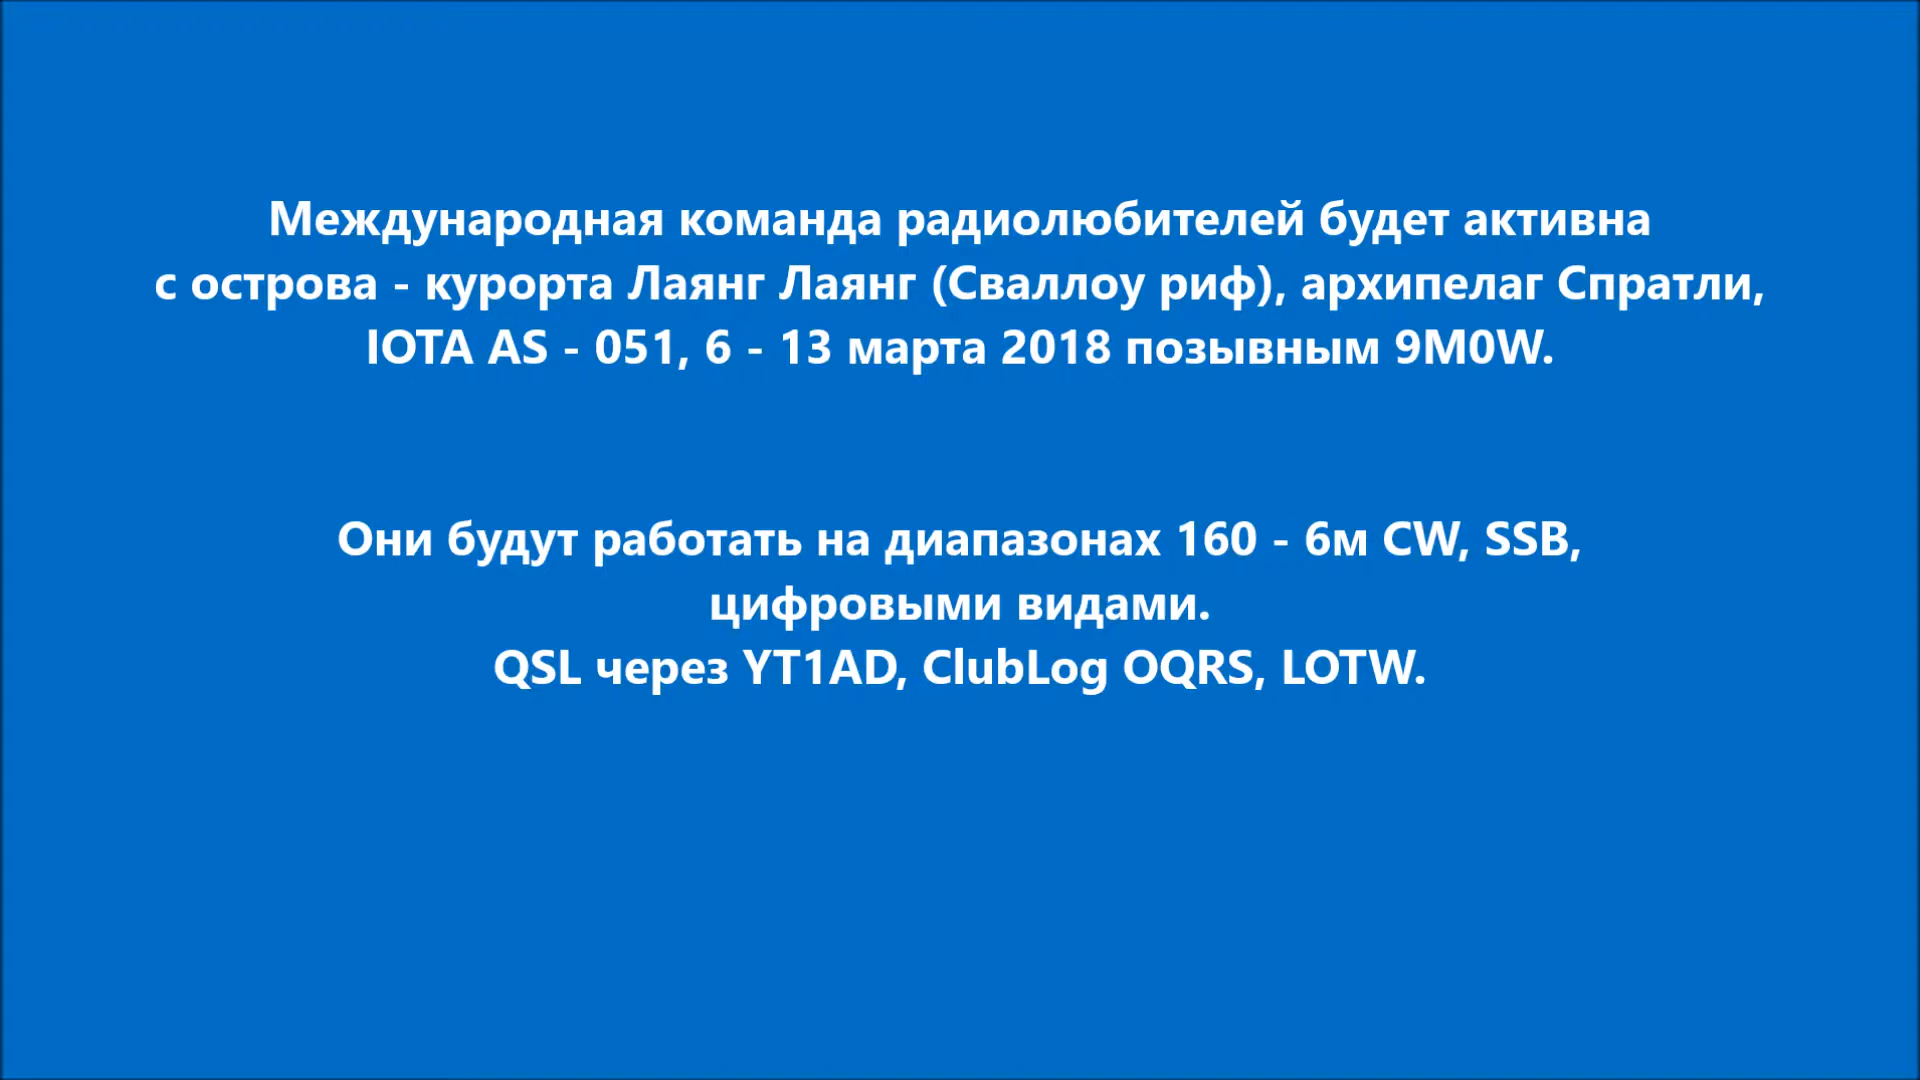 Международная команда радиолюбителей будет активна
с острова - курорта Лаянг Лаянг (Сваллоу риф), архипелаг Спратли,
IOTA AS - 051, 6 - 13 марта 2018 позывным 9M0W.
Они будут работать на диапазонах 160 - 6м CW, SSB,
цифровыми видами.
QSL через YT1AD, ClubLog OQRS, LOTW.